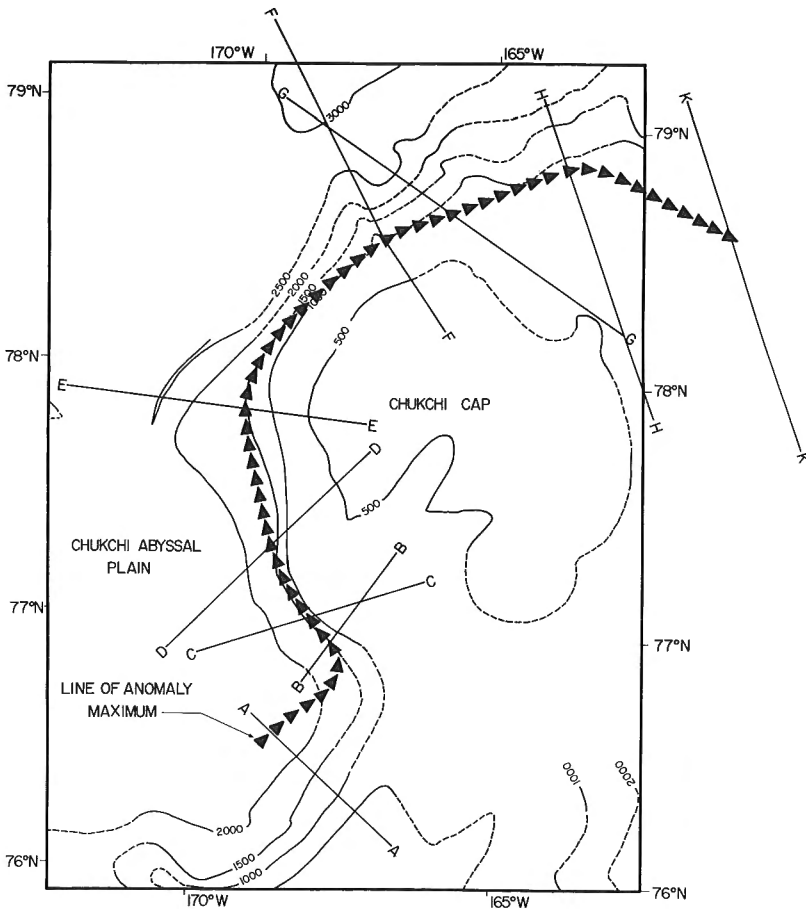 F
170°W
165°W
79°N
G
3000
H
K
79°N
2500
2000
1500
1000
500
F
G
78°N
78°N
E
CHUKCHI CAP
E
D
H
K
500
CHUKCHI ABYSSAL
PLAIN
B
C
77°N
D
C
77°N
B
LINE OF ANOMALY
MAXIMUM
A
1000
2000
2000
A
1500
76°N
1000
76°N
170°W
165°W